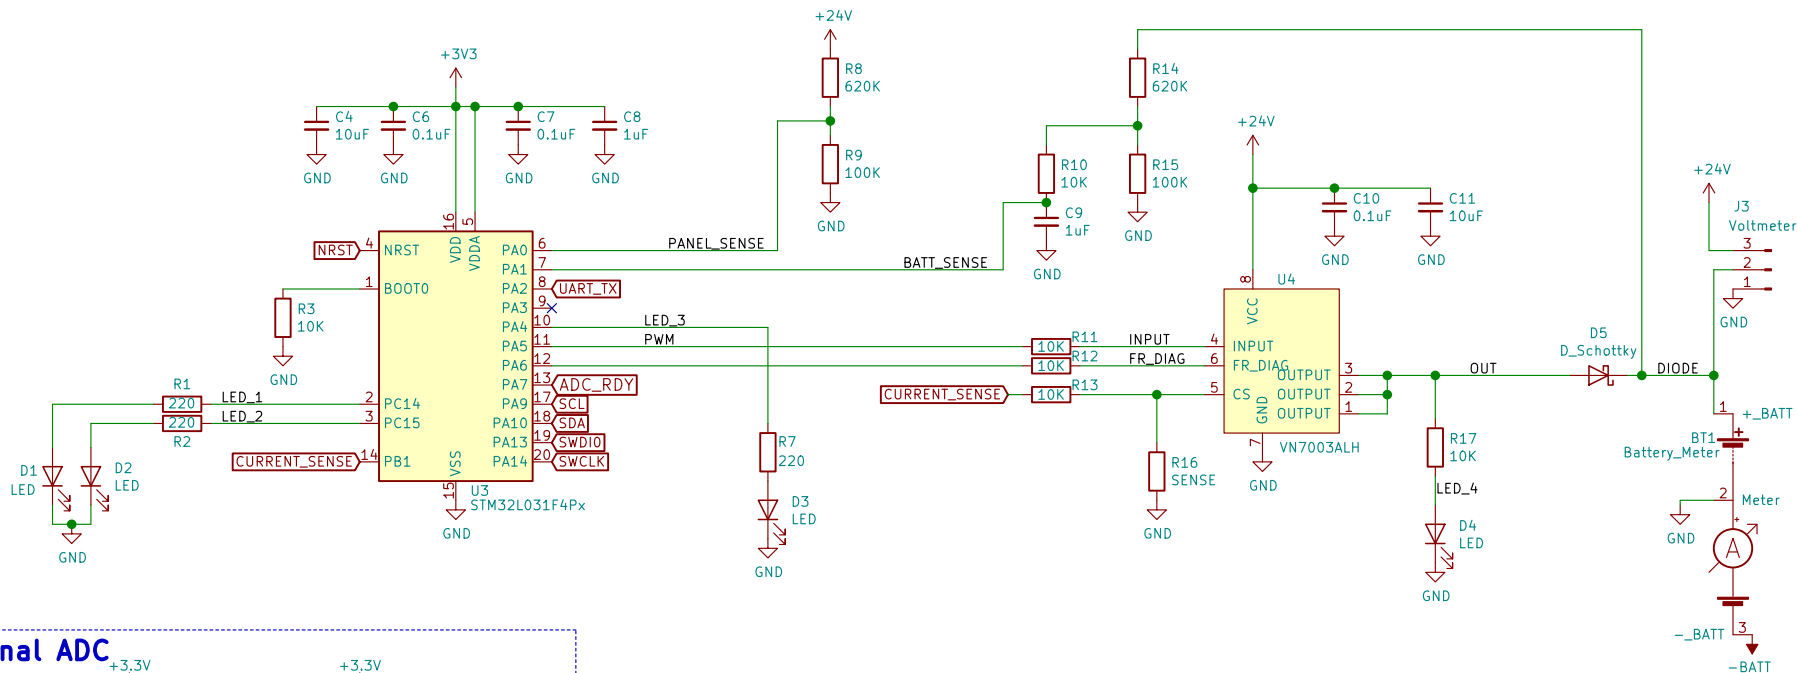 +24V
+3V3
R8
620K
R14
620K
C4
10uF
C6
0.1uF
C7
0.1uF
C8
1uF
GND
GND
GND
GND
R9
100K
GND
R10
10K
R15
100K
C9
1uF
GND
GND
+24V
C10
0.1uF
C11
10uF
GND
GND
+24V
J3
Voltmeter
3
2
1
GND
NRST
4
NRST
1
BOOT0
R3
10K
GND
16
VDD
5
VDDA
PA0
6
PANEL_SENSE
PA1
7
BATT_SENSE
PA2
8
UART_TX
PA3
9
PA4
10
LED_3
PA5
11
PWM
PA6
12
PA7
13
ADC_RDY
PA9
17
SCL
PA10
18
SDA
PA13
19
SWDIO
PA14
20
SWCLK
R1
220
LED_1
2
PC14
220
LED_2
3
PC15
R2
CURRENT_SENSE
14
PB1
VSS
15
U3
STM32L031F4Px
GND
D1
LED
D2
LED
GND
R7
220
D3
LED
GND
R11
10K
INPUT
4
INPUT
R12
10K
FR_DIAG
6
FR_DIAG
R13
CURRENT_SENSE
10K
5
CS
R16
SENSE
GND
U4
8
VCC
OUTPUT
3
OUTPUT
2
OUTPUT
1
GND
7
VN7003ALH
GND
OUT
R17
10K
LED_4
D4
LED
GND
D5
D_Schottky
DIODE
1
+_BATT
BT1
Battery_Meter
2
Meter
GND
+
A
-_BATT
3
-BATT
nal ADC
+3.3V
+3.3V